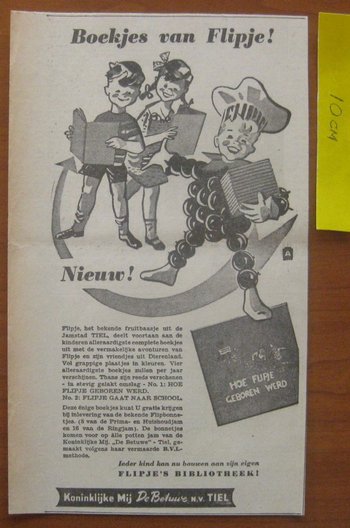 Boekjes van Flipje!
10 cm
A
Nieuw!
Flipje, het bekende fruitbaasje uit de
Jamstad TIEL, deelt voortaan aan de
kinderen alleraardigste complete boekjes
uit met de vermakelijke avonturen van
Flipje en zijn vriendjes uit Dierenland.
Vol grappige plaatjes in kleuren. Vier
alleraardigste boekjes zullen per jaar
verschijnen. Thans zijn reeds verschenen
- in stevig gelakt omslag - No. 1: HOE
FLIPJE GEBOREN WERD.
No. 2: FLIPJE GAAT NAAR SCHOOL.
Deze énige boekjes kunt U gratis krijgen
bij inlevering van de bekende Flipbonne-
tjes. (8 van de Prima- en Huishoudjam
en 16 van de Ringjam). De bonnetjes
komen voor op alle potten jam van de
Koninklijke Mij. „De Betuwe" - Tiel, ge-
maakt volgens haar vermaarde B.V.L-
methode.
HOE FLIPJE
GEBOREN WERD
Ieder kind kan nu bouwen aan zijn eigen
FLIPJE'S BIBLIOTHEEK!
Koninklijke Mij De Betuwe N.V. TIEL